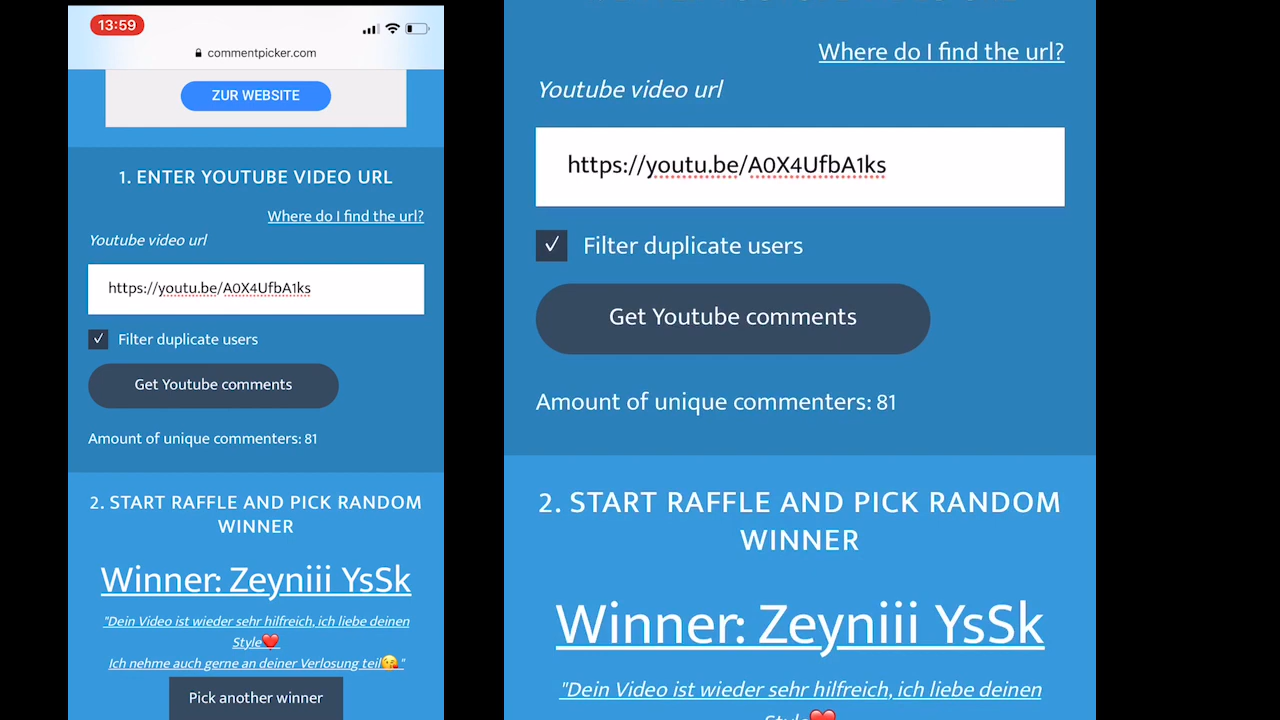 13:59
commentpicker.com
ZUR WEBSITE
1. ENTER YOUTUBE VIDEO URL
Where do I find the url?
Youtube video url
https://youtu.be/A0X4UfbA1ks
✓ Filter duplicate users
Get Youtube comments
Amount of unique commenters: 81
2. START RAFFLE AND PICK RANDOM
WINNER
Winner: Zeyniii YsSk
"Dein Video ist wieder sehr hilfreich, ich liebe deinen
Style❤️
Ich nehme auch gerne an deiner Verlosung teil😘"
Pick another winner
Where do I find the url?
Youtube video url
https://youtu.be/A0X4UfbA1ks
✓ Filter duplicate users
Get Youtube comments
Amount of unique commenters: 81
2. START RAFFLE AND PICK RANDOM
WINNER
Winner: Zeyniii YsSk
"Dein Video ist wieder sehr hilfreich, ich liebe deinen
Style❤️